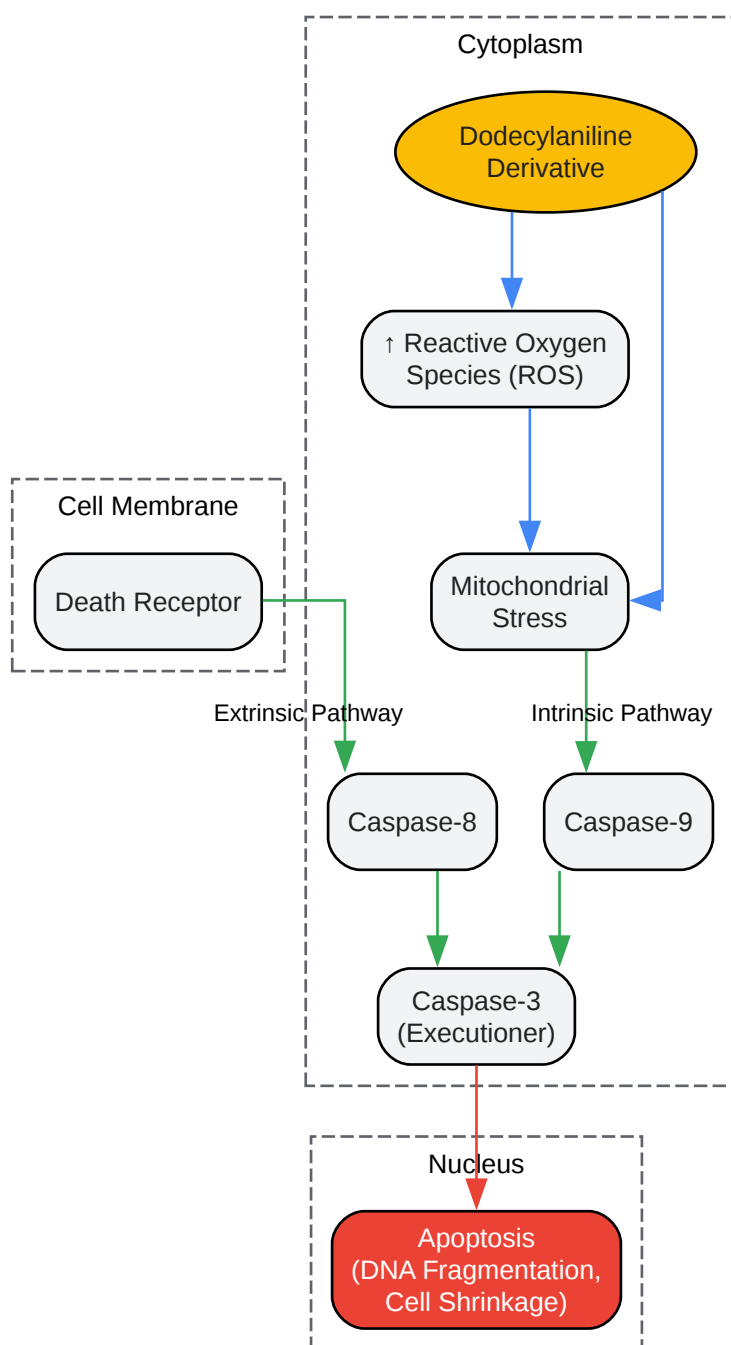 Cytoplasm
Dodecylaniline
Derivative
↑ Reactive Oxygen
Species (ROS)
Cell Membrane
Death Receptor
Mitochondrial
Stress
Extrinsic Pathway
Intrinsic Pathway
Caspase-8
Caspase-9
Caspase-3
(Executioner)
Nucleus
Apoptosis
(DNA Fragmentation,
Cell Shrinkage)